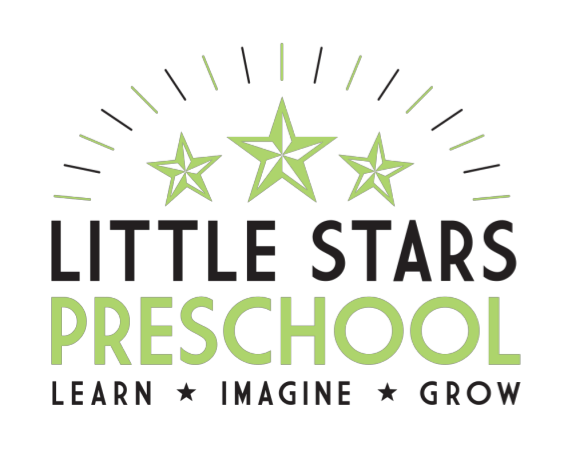 LITTLE STARS
PRESCHOOL
LEARN ★ IMAGINE ★ GROW